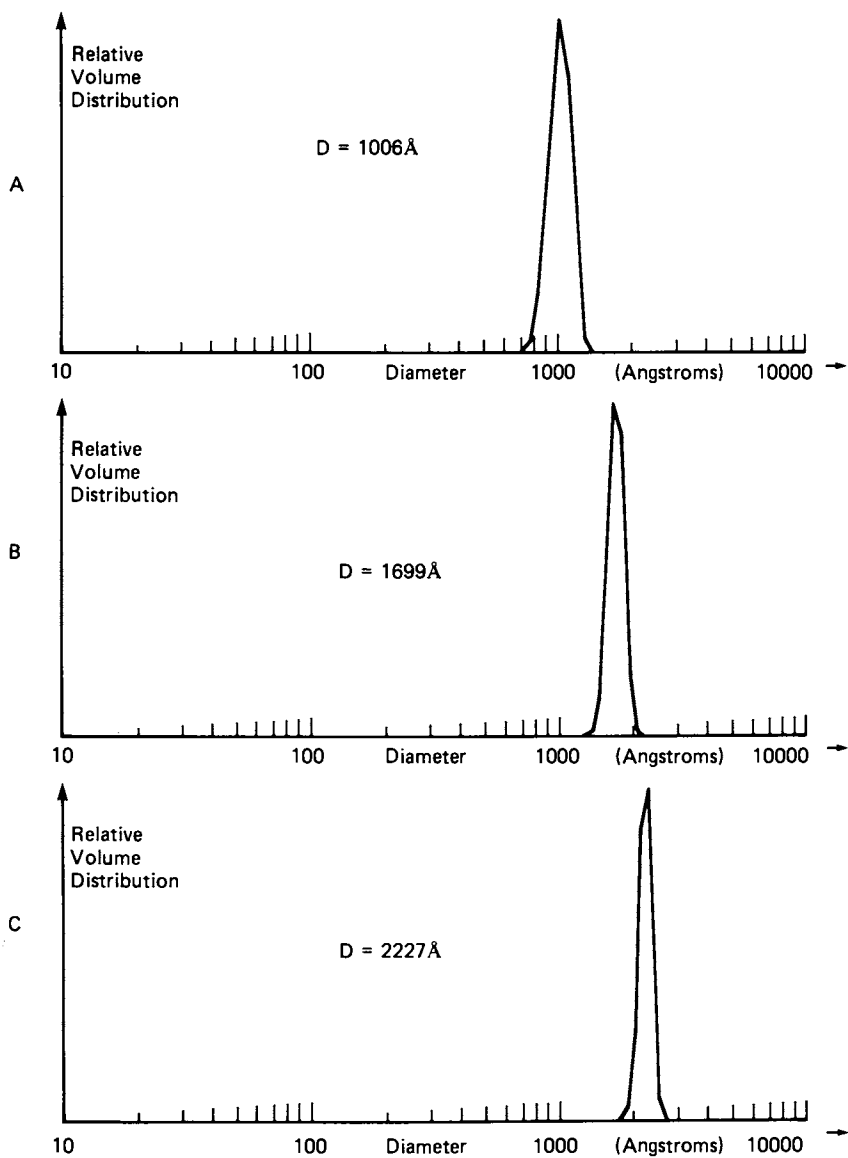 Relative
Volume
Distribution
D = 1006Å
A
10 100 Diameter 1000 (Angstroms) 10000
Relative
Volume
Distribution
B
D = 1699Å
10 100 Diameter 1000 (Angstroms) 10000
Relative
Volume
Distribution
C
D = 2227Å
10 100 Diameter 1000 (Angstroms) 10000